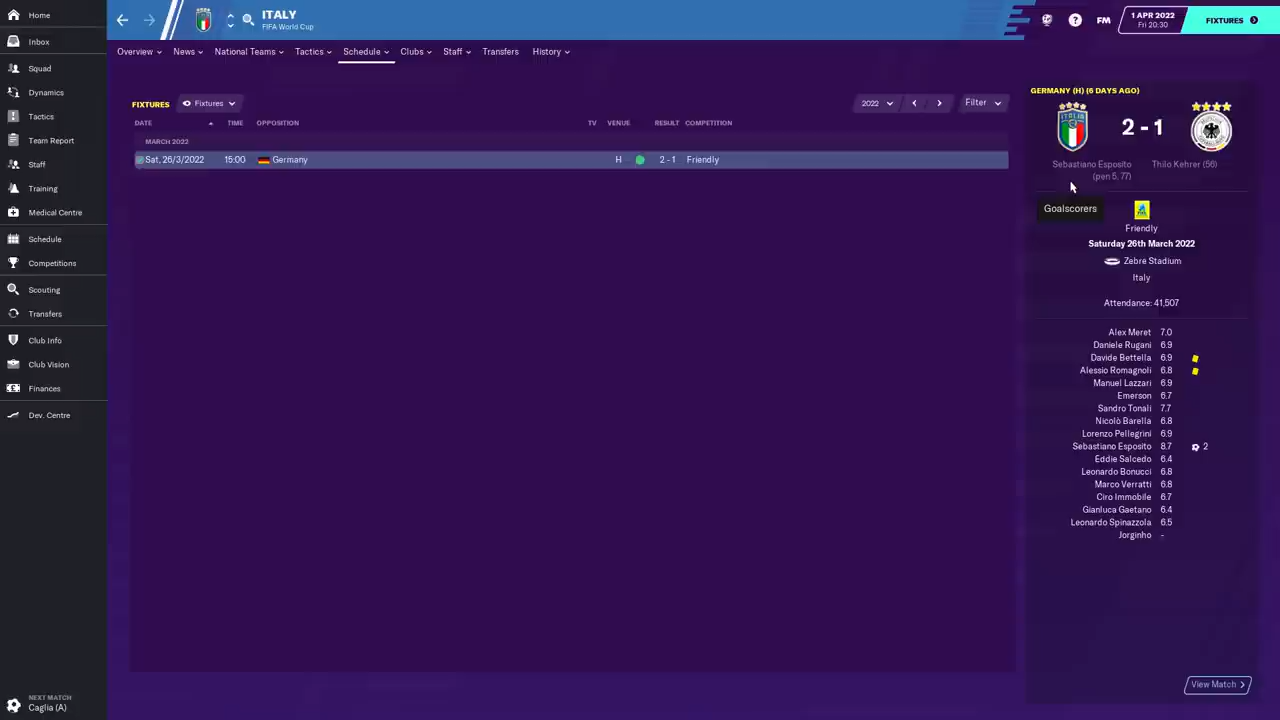 ITALY
FIFA World Cup
1 APR 2022
Fri 20:30
FM
FIXTURES
Home
Inbox
Squad
Dynamics
Tactics
Team Report
Staff
Training
Medical Centre
Schedule
Competitions
Scouting
Transfers
Club Info
Club Vision
Finances
Dev. Centre
NEXT MATCH
Caglia (A)
Overview News National Teams Tactics Schedule Clubs Staff Transfers History
FIXTURES Fixtures 2022 Filter
DATE TIME OPPOSITION TV VENUE RESULT COMPETITION
MARCH 2022
Sat, 26/3/2022 15:00 Germany H 2 - 1 Friendly
GERMANY (H) (6 DAYS AGO)
2 - 1
Sebastiano Esposito Thilo Kehrer (56)
(pen 5, 77)
Goalscorers
Friendly
Saturday 26th March 2022
Zebre Stadium
Italy
Attendance: 41,507
Alex Meret 7.0
Daniele Rugani 6.9
Davide Bettella 6.9
Alessio Romagnoli 6.8
Manuel Lazzari 6.9
Emerson 6.7
Sandro Tonali 7.7
Nicolò Barella 6.8
Lorenzo Pellegrini 6.9
Sebastiano Esposito 8.7 2
Eddie Salcedo 6.4
Leonardo Bonucci 6.8
Marco Verratti 6.8
Ciro Immobile 6.7
Gianluca Gaetano 6.4
Leonardo Spinazzola 6.5
Jorginho -
View Match